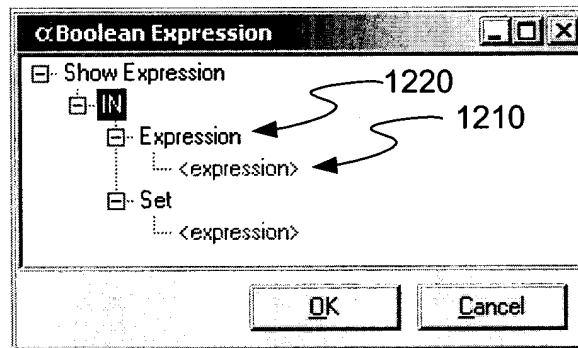 αBoolean Expression
Show Expression
IN
Expression
<expression>
Set
<expression>
1220
1210
OK
Cancel